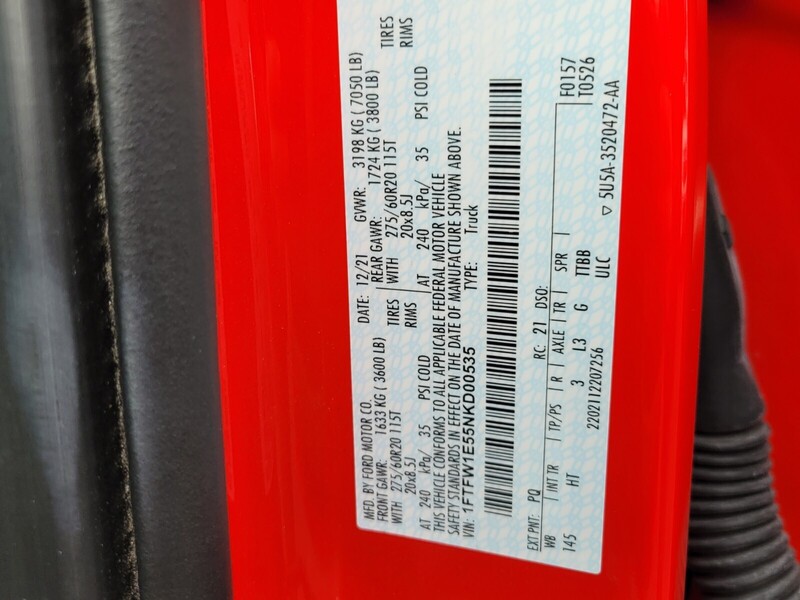 MFD. BY FORD MOTOR CO.
DATE: 12/21 GVWR: 3198 KG ( 7050 LB)
FRONT GAWR: 1633 KG ( 3600 LB) REAR GAWR: 1724 KG ( 3800 LB)
WITH 275/60R20 115T TIRES WITH 275/60R20 115T TIRES
20x8.5J RIMS 20x8.5J RIMS
AT 240 kPa/ 35 PSI COLD AT 240 kPa/ 35 PSI COLD
THIS VEHICLE CONFORMS TO ALL APPLICABLE FEDERAL MOTOR VEHICLE
SAFETY STANDARDS IN EFFECT ON THE DATE OF MANUFACTURE SHOWN ABOVE.
VIN: 1FTFW1E55NKD00535 TYPE: Truck
F0157
EXT PNT: PQ RC: 21 DSO: T0526
WB INT TR TP/PS R AXLE TR SPR
145 HT 3 L3 G TTBB
2202112207256 ULC
▽ 5U5A-3520472-AA